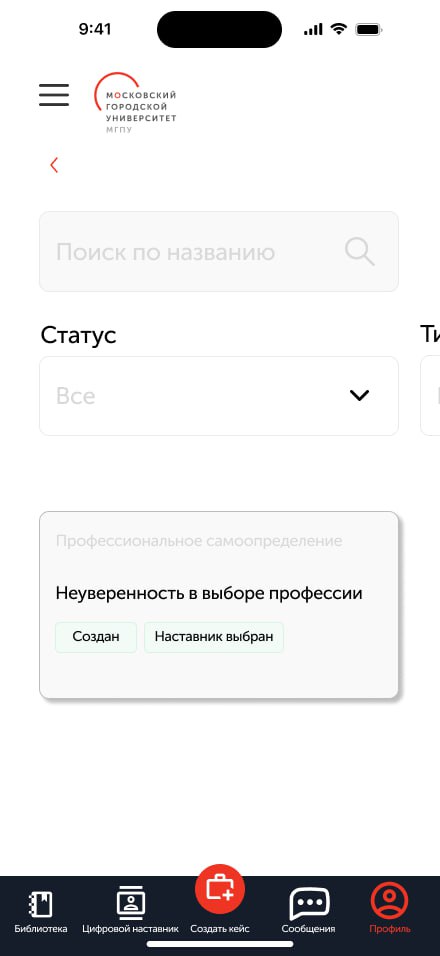 9:41
МОСКОВСКИЙ
ГОРОДСКОЙ
УНИВЕРСИТЕТ
МГПУ
Поиск по названию
Статус
Ти
Все
Профессиональное самоопределение
Неуверенность в выборе профессии
Создан
Наставник выбран
Библиотека
Цифровой наставник
Создать кейс
Сообщения
Профиль